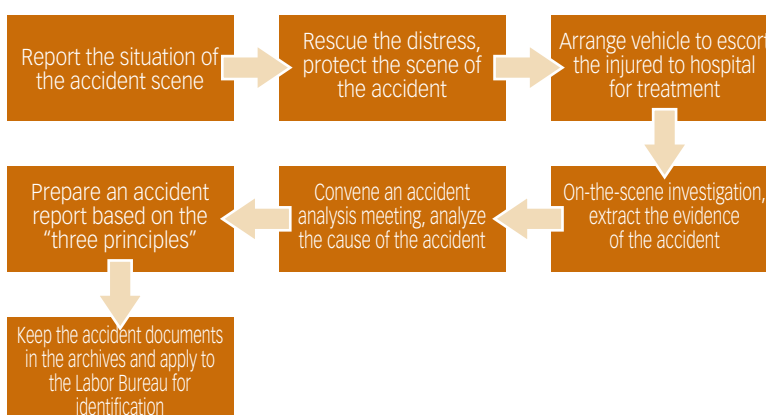 Report the situation of
the accident scene
Rescue the distress,
protect the scene of
the accident
Arrange vehicle to escort
the injured to hospital
for treatment
On-the-scene investigation,
extract the evidence
of the accident
Convene an accident
analysis meeting, analyze
the cause of the accident
Prepare an accident
report based on the
“three principles”
Keep the accident documents
in the archives and apply to
the Labor Bureau for
identification